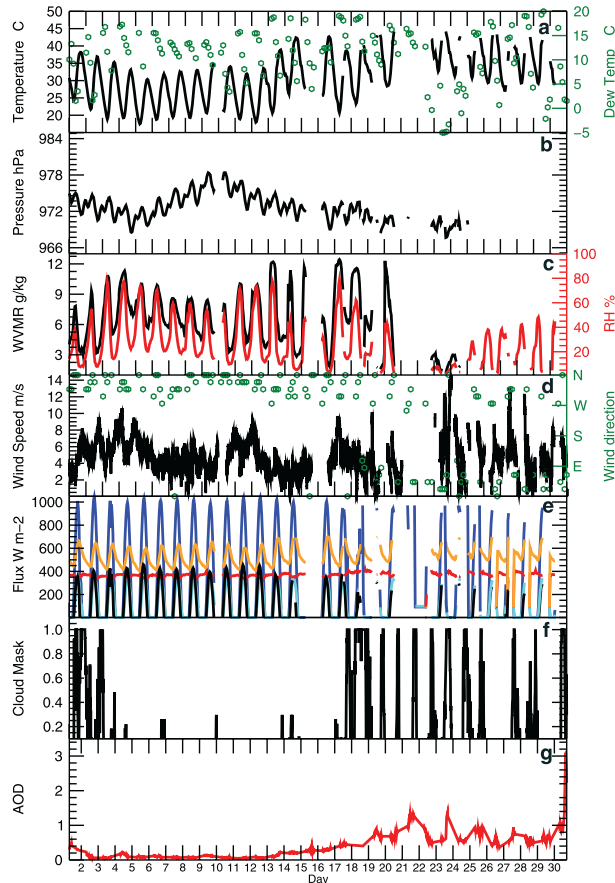 a
Temperature C
50
45
40
35
30
25
20
20
15
10
5
0
−5
Dew Temp C
b
Pressure hPa
984
978
972
966
c
WVMR g/kg
12
9
6
3
100
80
60
40
20
RH %
d
Wind Speed m/s
14
12
10
8
6
4
2
N
W
S
E
Wind direction
e
Flux W m−2
1000
800
600
400
200
f
Cloud Mask
1.0
0.8
0.6
0.4
0.2
g
AOD
3
2
1
0
2 3 4 5 6 7 8 9 10 11 12 13 14 15 16 17 18 19 20 21 22 23 24 25 26 27 28 29 30
Day